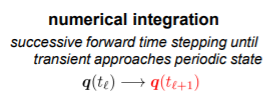 numerical integration
successive forward time stepping until
transient approaches periodic state
q(tℓ) ⟶ q(tℓ+1)